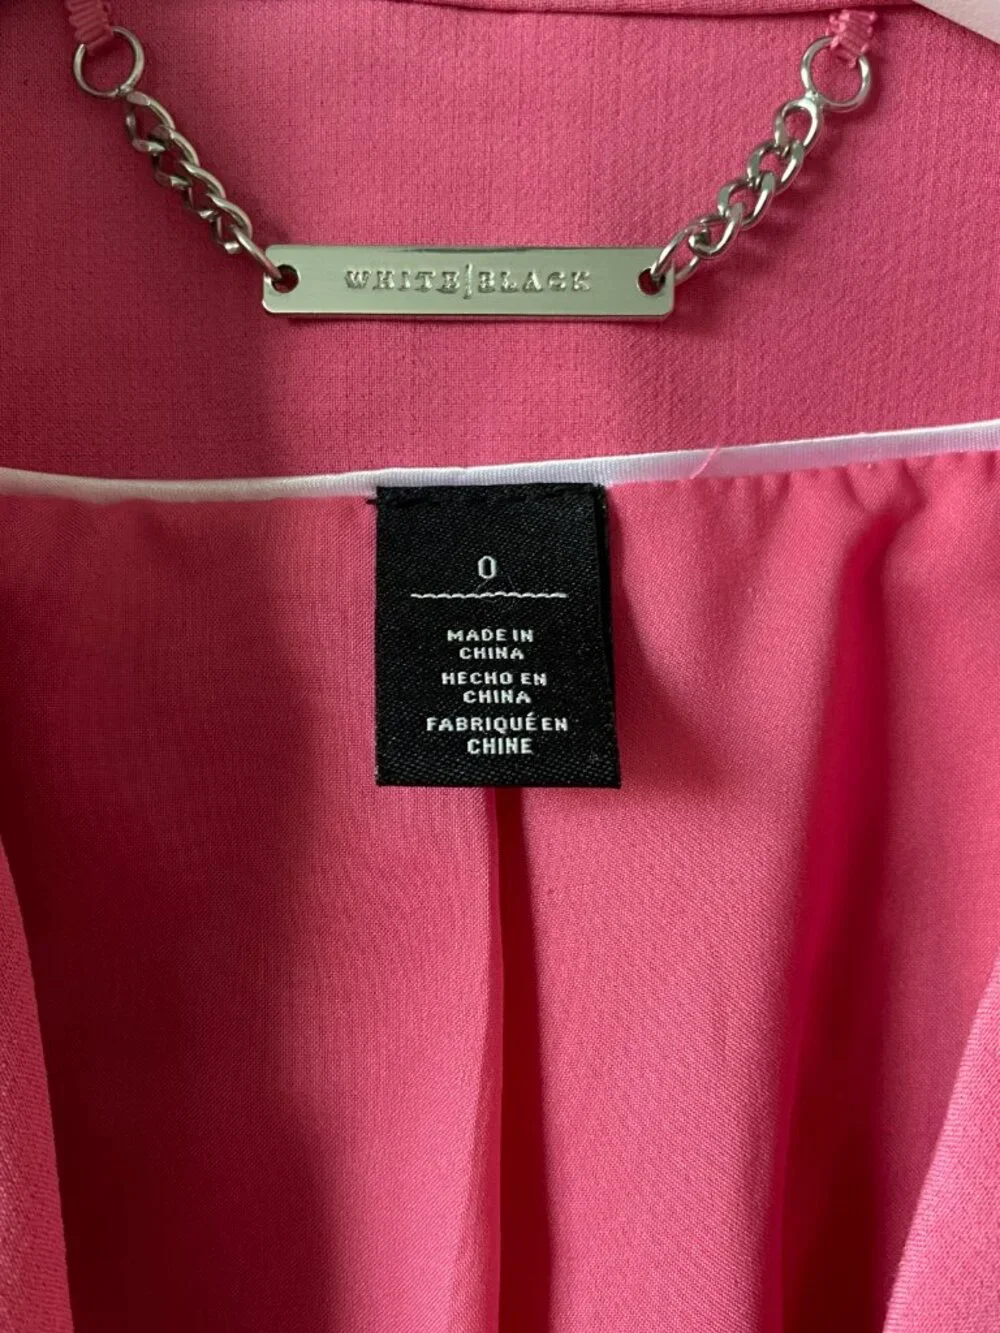 WHITE|BLACK
0
MADE IN
CHINA
HECHO EN
CHINA
FABRIQUÉ EN
CHINE